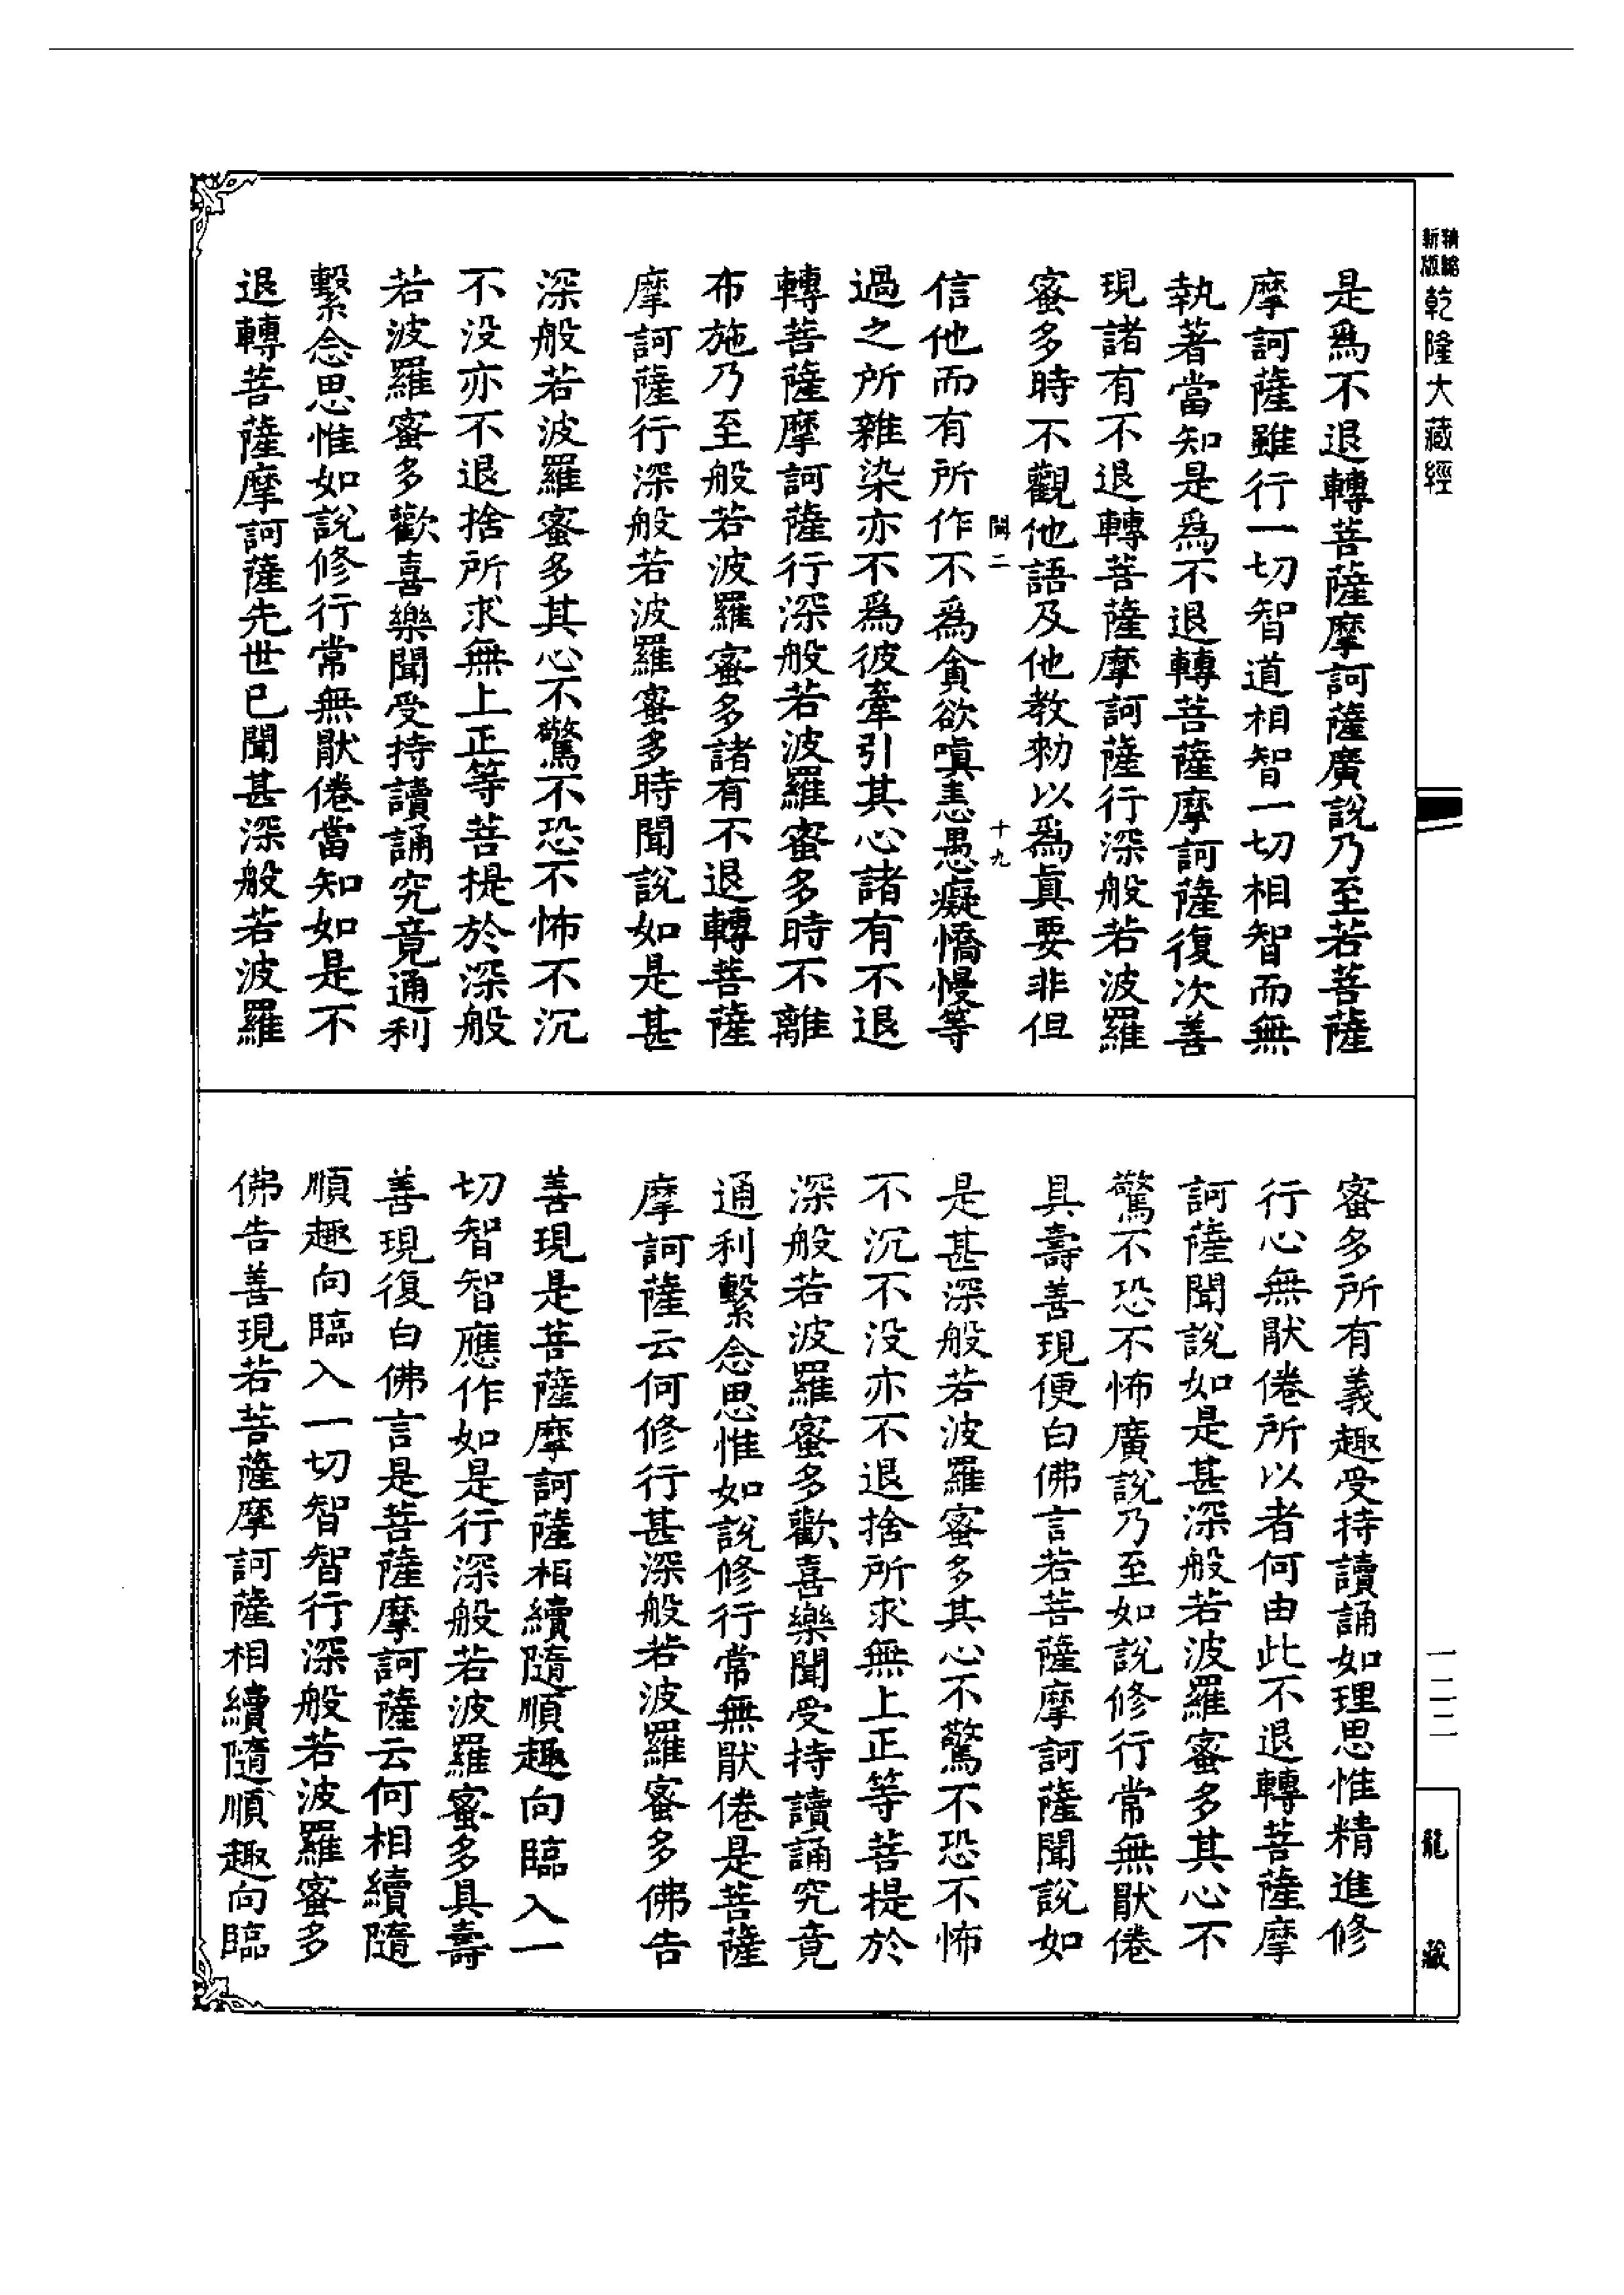 新版精縮乾隆大藏經
是爲不退轉菩薩摩訶薩廣說乃至若菩薩
摩訶薩雖行一切智道相智一切相智而無
執著當知是爲不退轉菩薩摩訶薩復次善
現諸有不退轉菩薩摩訶薩行深般若波羅
蜜多時不觀他語及他教勑以爲眞要非但
闕二 十九
信他而有所作不爲貪欲嗔恚愚癡憍慢等
過之所雜染亦不爲彼牽引其心諸有不退
轉菩薩摩訶薩行深般若波羅蜜多時不離
布施乃至般若波羅蜜多諸有不退轉菩薩
摩訶薩行深般若波羅蜜多時聞說如是甚
深般若波羅蜜多其心不驚不恐不怖不沉
不没亦不退捨所求無上正等菩提於深般
若波羅蜜多歡喜樂聞受持讀誦究竟通利
繫念思惟如說修行常無猒倦當知如是不
退轉菩薩摩訶薩先世已聞甚深般若波羅
蜜多所有義趣受持讀誦如理思惟精進修
行心無猒倦所以者何由此不退轉菩薩摩
訶薩聞說如是甚深般若波羅蜜多其心不
驚不恐不怖廣說乃至如說修行常無猒倦
具壽善現便白佛言若菩薩摩訶薩聞說如
是甚深般若波羅蜜多其心不驚不恐不怖
不沉不没亦不退捨所求無上正等菩提於
深般若波羅蜜多歡喜樂聞受持讀誦究竟
通利繫念思惟如說修行常無猒倦是菩薩
摩訶薩云何修行甚深般若波羅蜜多佛告
善現是菩薩摩訶薩相續隨順趣向臨入一
切智智應作如是行深般若波羅蜜多具壽
善現復白佛言是菩薩摩訶薩云何相續隨
順趣向臨入一切智智行深般若波羅蜜多
佛告善現若菩薩摩訶薩相續隨順趣向臨
一二二
龍藏